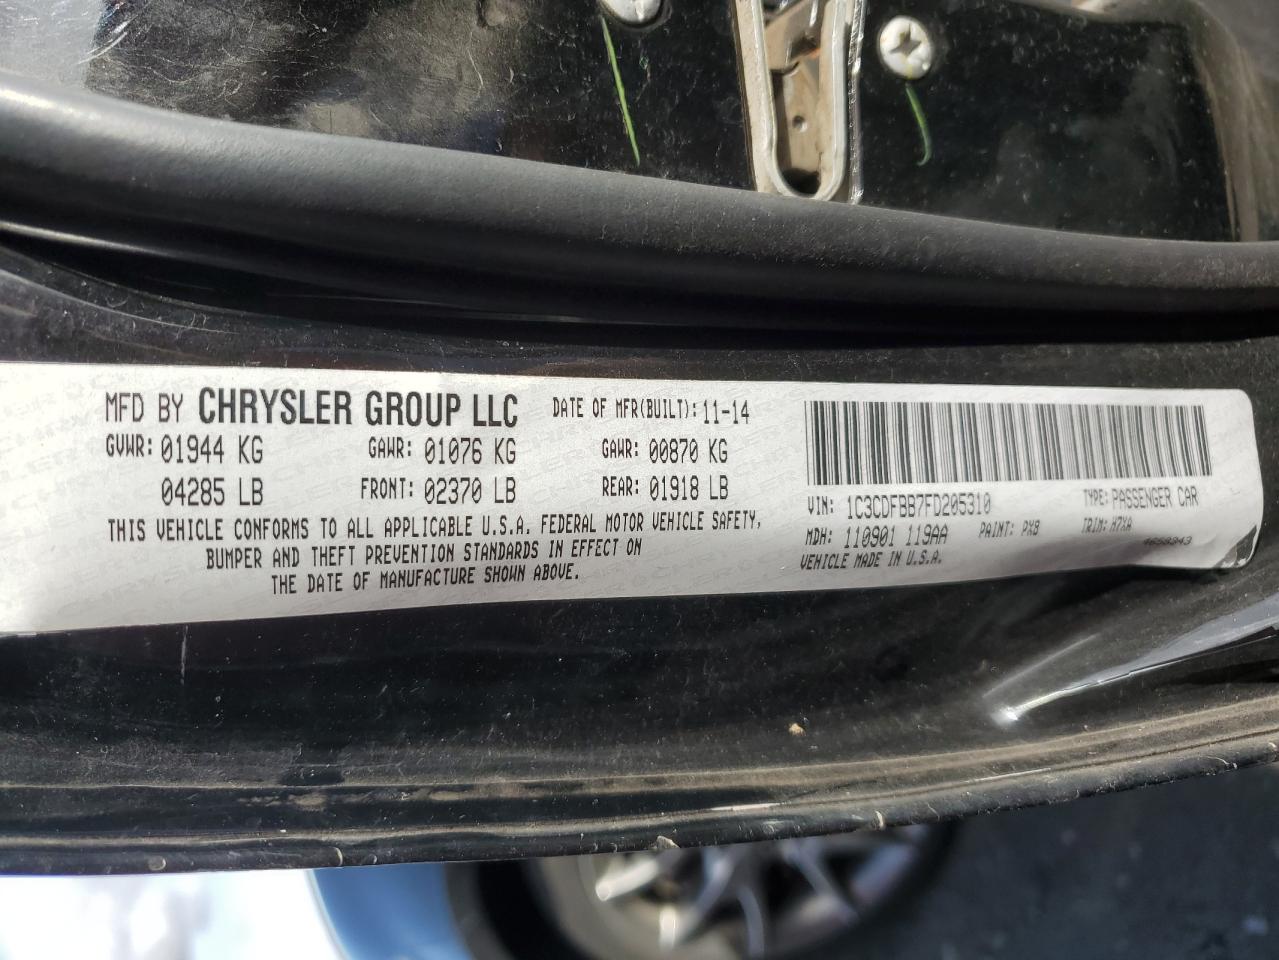 MFD BY CHRYSLER GROUP LLC DATE OF MFR(BUILT): 11-14
GVWR: 01944 KG GAWR: 01076 KG GAWR: 00870 KG
04285 LB FRONT: 02370 LB REAR: 01918 LB
THIS VEHICLE CONFORMS TO ALL APPLICABLE U.S.A. FEDERAL MOTOR VEHICLE SAFETY,
BUMPER AND THEFT PREVENTION STANDARDS IN EFFECT ON
THE DATE OF MANUFACTURE SHOWN ABOVE.
VIN: 1C3CDFBB7FD205310 TYPE: PASSENGER CAR
MDH: 110901 119AA PAINT: PX8 TRIM: H7XA
VEHICLE MADE IN U.S.A. 4658343